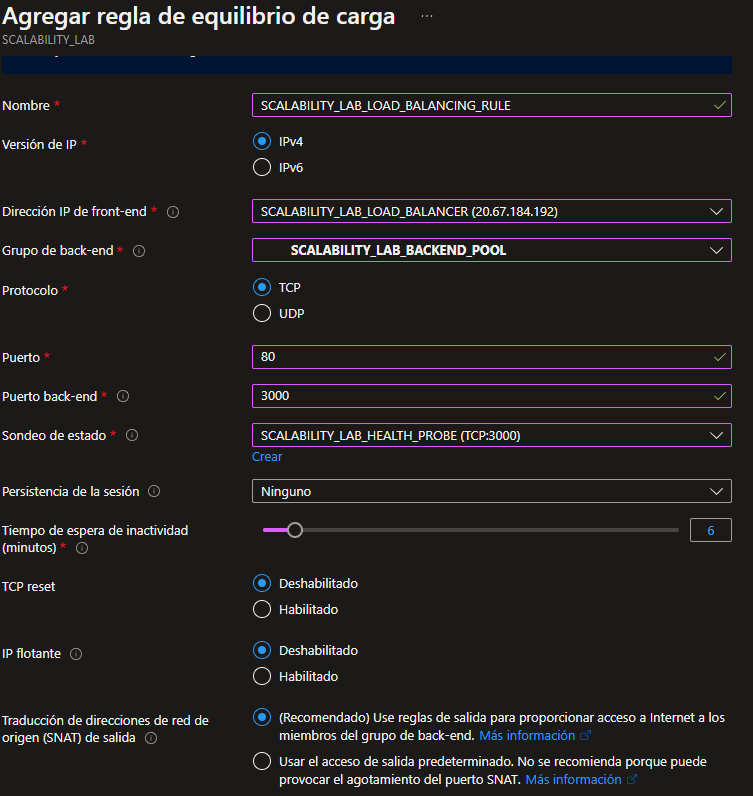 Agregar regla de equilibrio de carga ...
SCALABILITY_LAB
Nombre *
SCALABILITY_LAB_LOAD_BALANCING_RULE
Versión de IP *
IPv4
IPv6
Dirección IP de front-end *
SCALABILITY_LAB_LOAD_BALANCER (20.67.184.192)
Grupo de back-end *
SCALABILITY_LAB_BACKEND_POOL
Protocolo *
TCP
UDP
Puerto *
80
Puerto back-end *
3000
Sondeo de estado *
SCALABILITY_LAB_HEALTH_PROBE (TCP:3000)
Crear
Persistencia de la sesión
Ninguno
Tiempo de espera de inactividad
(minutos) *
6
TCP reset
Deshabilitado
Habilitado
IP flotante
Deshabilitado
Habilitado
Traducción de direcciones de red de
origen (SNAT) de salida
(Recomendado) Use reglas de salida para proporcionar acceso a Internet a los
miembros del grupo de back-end. Más información
Usar el acceso de salida predeterminado. No se recomienda porque puede
provocar el agotamiento del puerto SNAT. Más información